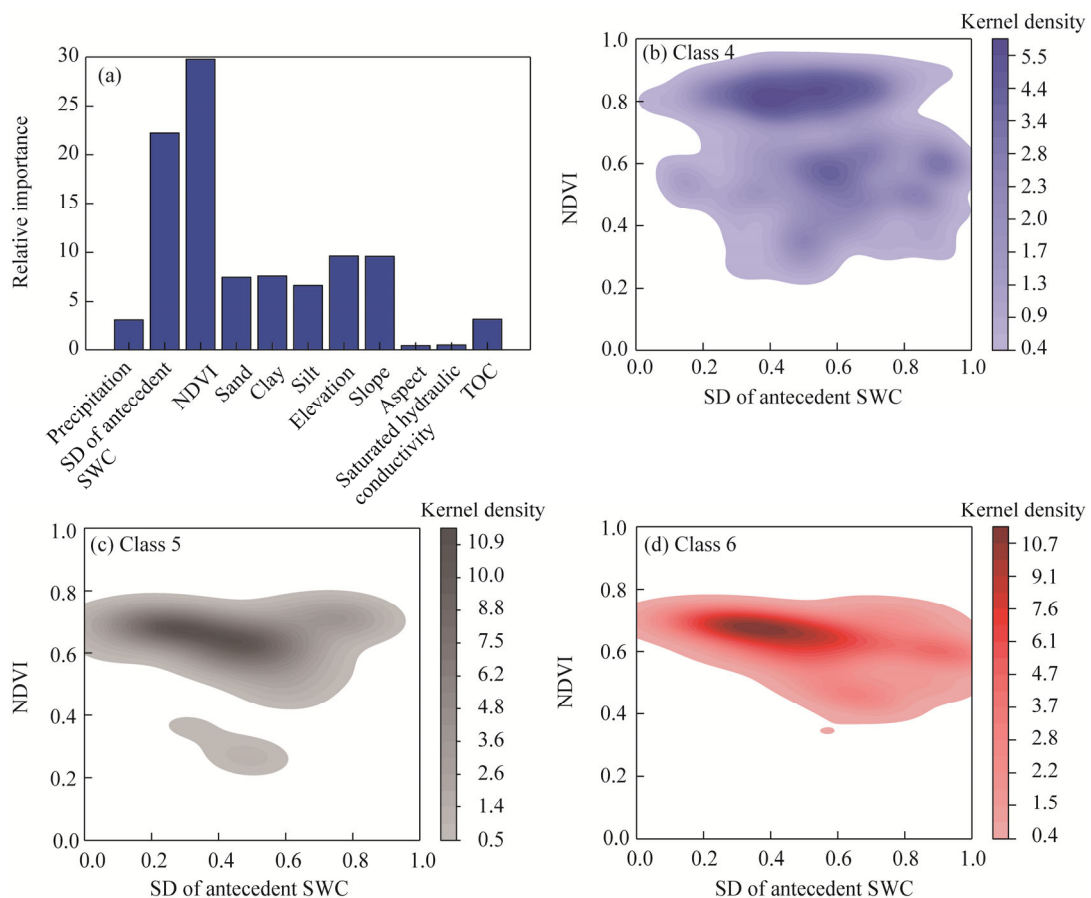 (a)
Relative importance
30
25
20
15
10
5
0
Precipitation
SD of antecedent
SWC
NDVI
Sand
Clay
Silt
Elevation
Slope
Aspect
Saturated hydraulic
conductivity
TOC
Kernel density
(b) Class 4
NDVI
1.0
0.8
0.6
0.4
0.2
0.0
0.0 0.2 0.4 0.6 0.8 1.0
SD of antecedent SWC
5.5
4.4
3.4
2.8
2.3
2.0
1.7
1.3
0.9
0.4
Kernel density
(c) Class 5
NDVI
1.0
0.8
0.6
0.4
0.2
0.0
0.0 0.2 0.4 0.6 0.8 1.0
SD of antecedent SWC
10.9
10.0
8.8
7.5
6.0
4.8
3.6
2.6
1.4
0.5
Kernel density
(d) Class 6
NDVI
1.0
0.8
0.6
0.4
0.2
0.0
0.0 0.2 0.4 0.6 0.8 1.0
SD of antecedent SWC
10.7
9.1
7.6
6.1
4.7
3.7
2.8
2.2
1.4
0.4